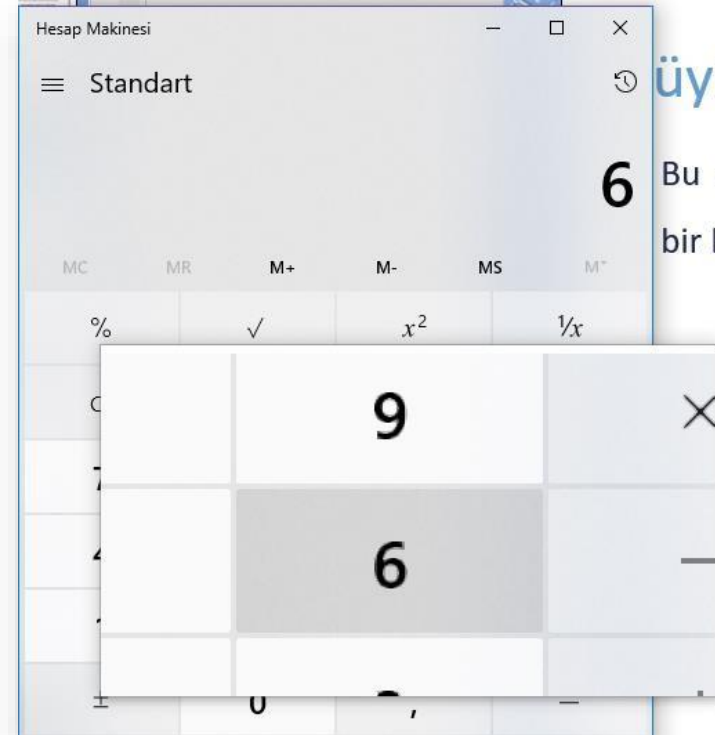 Hesap Makinesi
Standart
üy
6
Bu
bir
MC MR M+ M- MS M
% √ x² ¹/x
9 ×
6 —
± 0 ,